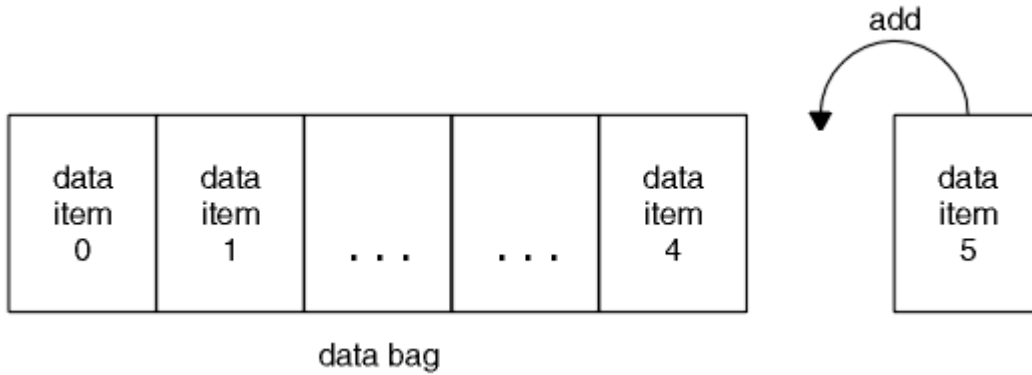 add
data
item
0
data
item
1
. . .
. . .
data
item
4
data
item
5
data bag